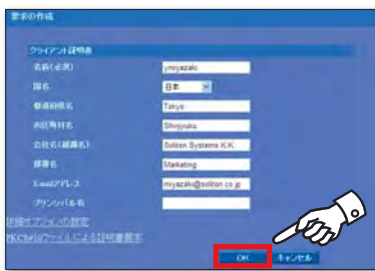 要求の作成
クライアント証明書
名前(必須) ymiyazaki
国名 日本
都道府県名 Tokyo
市区町村名 Shinjyuku
会社名(組織名) Soliton Systems K.K.
部署名 Marketing
E-mailアドレス miyazaki@soliton.co.jp
プリンシパル名
詳細オプションの設定
PKCS#10ファイルによる証明書要求
OK キャンセル